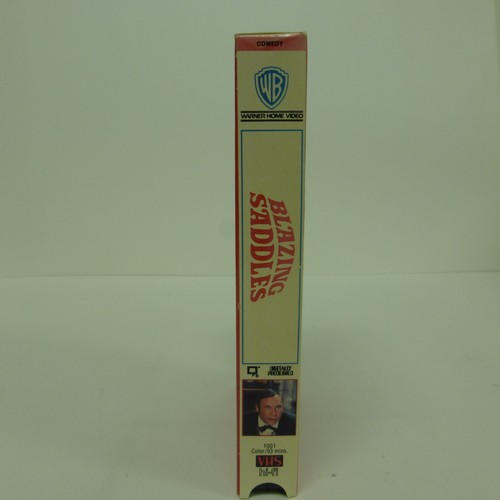 COMEDY
WB
WARNER HOME VIDEO
BLAZING
SADDLES
DIGITALLY
PROCESSED
1001
Color/93 mins.
VHS